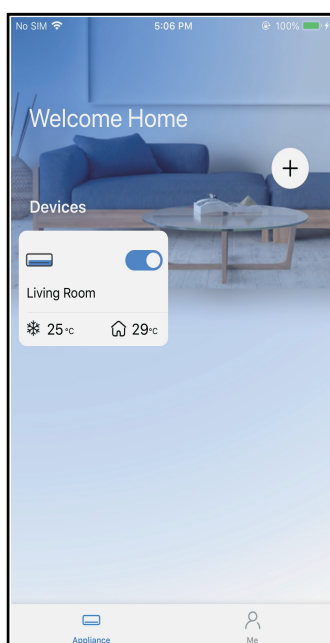 No SIM 5:06 PM 100%
Welcome Home
+
Devices
Living Room
25°C 29°C
Appliance Me